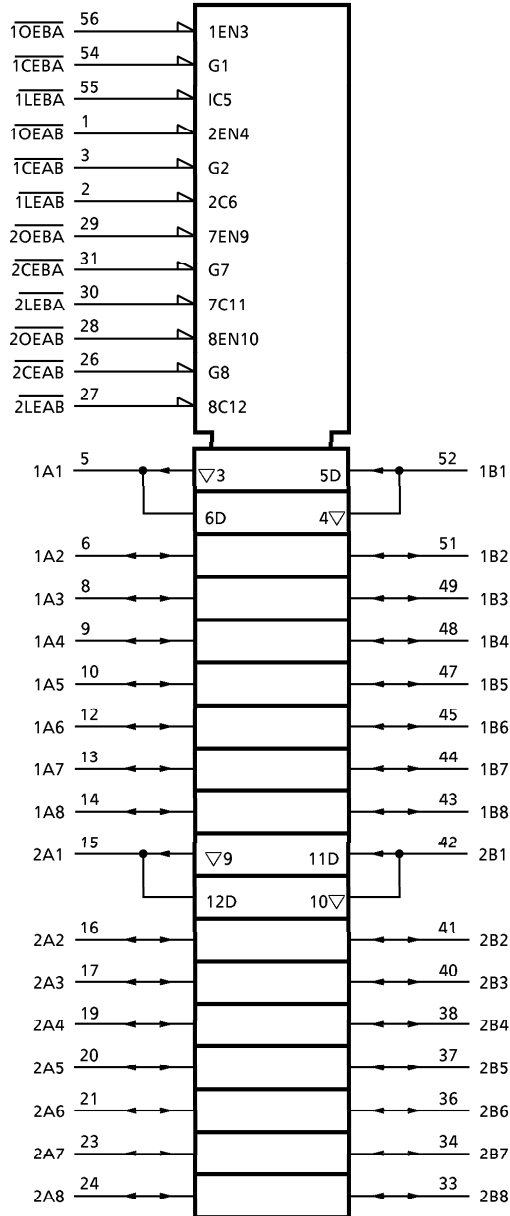 1OEBA 56 1EN3
1CEBA 54 G1
1LEBA 55 IC5
1OEAB 1 2EN4
1CEAB 3 G2
1LEAB 2 2C6
2OEBA 29 7EN9
2CEBA 31 G7
2LEBA 30 7C11
2OEAB 28 8EN10
2CEAB 26 G8
2LEAB 27 8C12
1A1 5 ▽3 5D 52 1B1
6D 4▽
1A2 6 51 1B2
1A3 8 49 1B3
1A4 9 48 1B4
1A5 10 47 1B5
1A6 12 45 1B6
1A7 13 44 1B7
1A8 14 43 1B8
2A1 15 ▽9 11D 42 2B1
12D 10▽
2A2 16 41 2B2
2A3 17 40 2B3
2A4 19 38 2B4
2A5 20 37 2B5
2A6 21 36 2B6
2A7 23 34 2B7
2A8 24 33 2B8